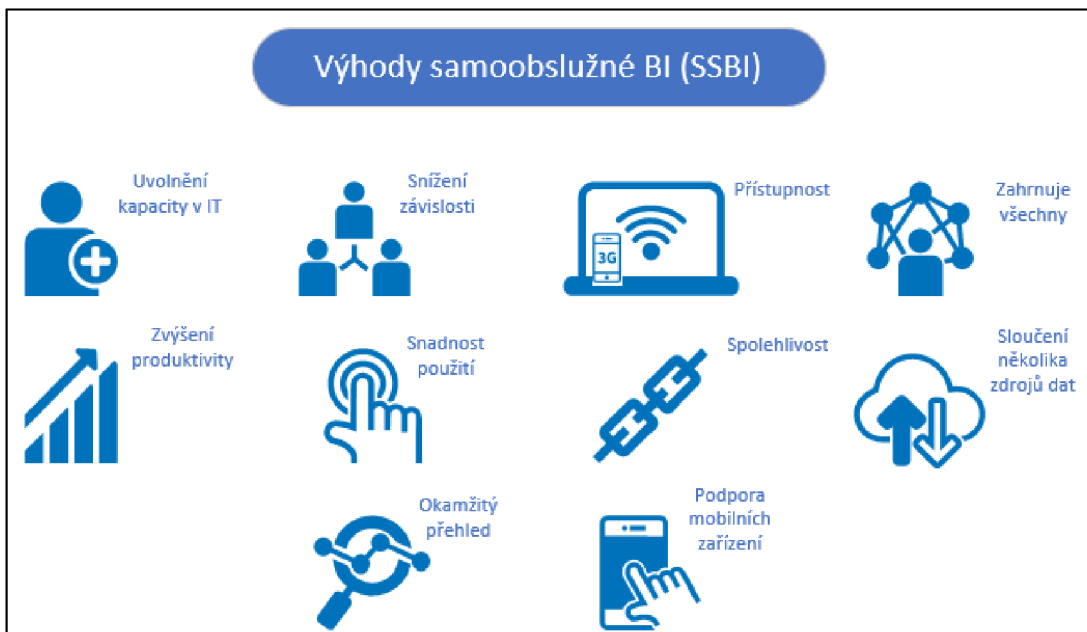 Výhody samoobslužné BI (SSBI)
Uvolnění
kapacity v IT
Snížení
závislosti
Přístupnost
3G
Zahrnuje
všechny
Zvýšení
produktivity
Snadnost
použití
Spolehlivost
Sloučení
několika
zdrojů dat
Okamžitý
přehled
Podpora
mobilních
zařízení